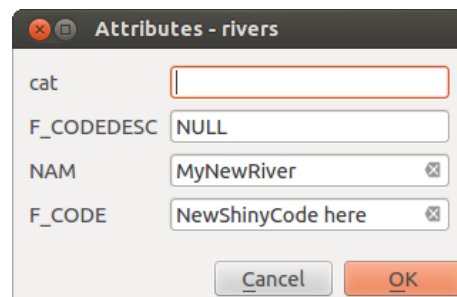 Attributes - rivers
cat
F_CODEDESC NULL
NAM MyNewRiver
F_CODE NewShinyCode here
Cancel OK